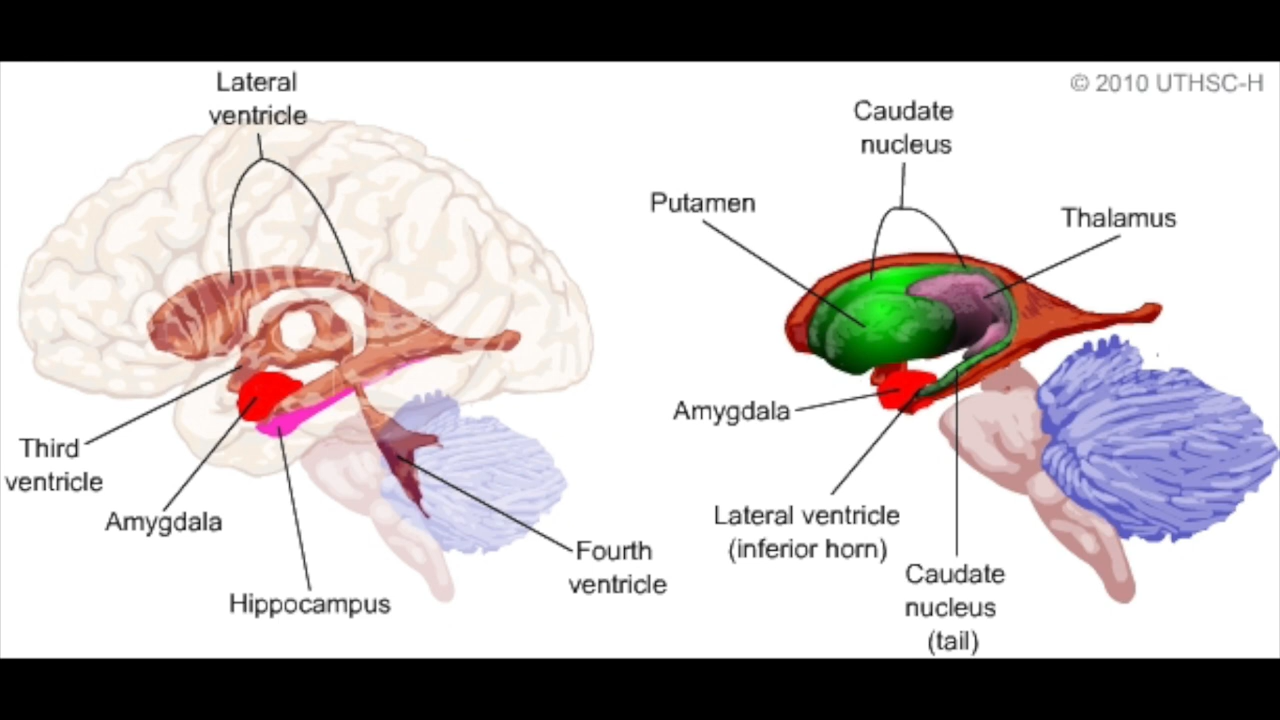 Lateral
ventricle
Third
ventricle
Amygdala
Hippocampus
Fourth
ventricle
© 2010 UTHSC-H
Caudate
nucleus
Putamen
Thalamus
Amygdala
Lateral ventricle
(inferior horn)
Caudate
nucleus
(tail)